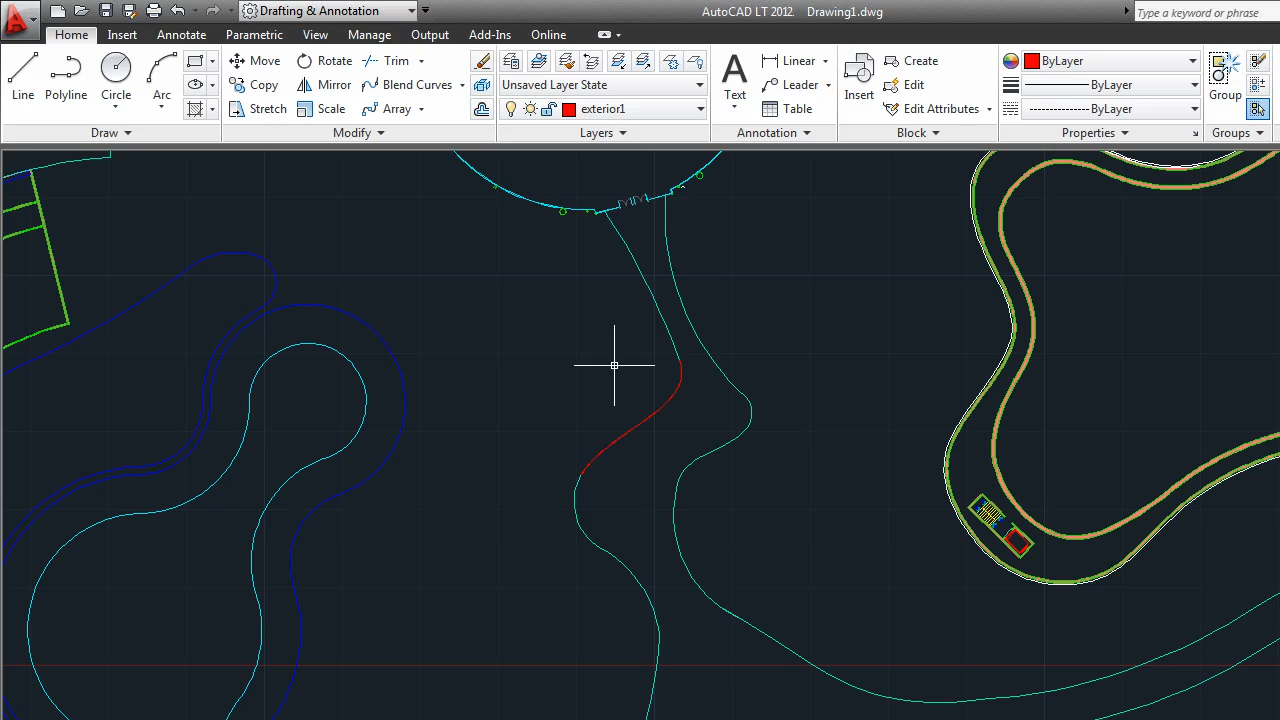 Drafting & Annotation
AutoCAD LT 2012 Drawing1.dwg
Type a keyword or phrase
Home Insert Annotate Parametric View Manage Output Add-Ins Online
Line Polyline Circle Arc
Draw
Move Rotate Trim
Copy Mirror Blend Curves
Stretch Scale Array
Modify
Unsaved Layer State
exterior1
Layers
Text
Linear
Leader
Table
Annotation
Insert
Create
Edit
Edit Attributes
Block
ByLayer
ByLayer
ByLayer
Properties
Group
Groups